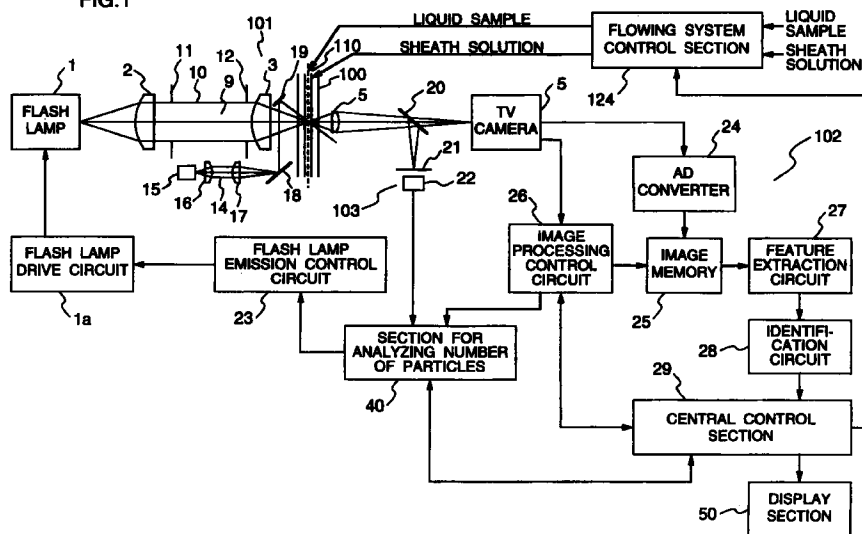 FIG.1
LIQUID SAMPLE
SHEATH SOLUTION
FLOWING SYSTEM
CONTROL SECTION
LIQUID
SAMPLE
SHEATH
SOLUTION
124
101
110
100
1
2
11
10
12
9
3
19
5
20
5
FLASH
LAMP
TV
CAMERA
24
102
15
16
14
17
18
103
21
22
AD
CONVERTER
26
27
FLASH LAMP
DRIVE CIRCUIT
1a
FLASH LAMP
EMISSION CONTROL
CIRCUIT
23
IMAGE
PROCESSING
CONTROL
CIRCUIT
IMAGE
MEMORY
25
FEATURE
EXTRACTION
CIRCUIT
SECTION FOR
ANALYZING NUMBER
OF PARTICLES
40
28
IDENTIFI-
CATION
CIRCUIT
29
CENTRAL CONTROL
SECTION
50
DISPLAY
SECTION